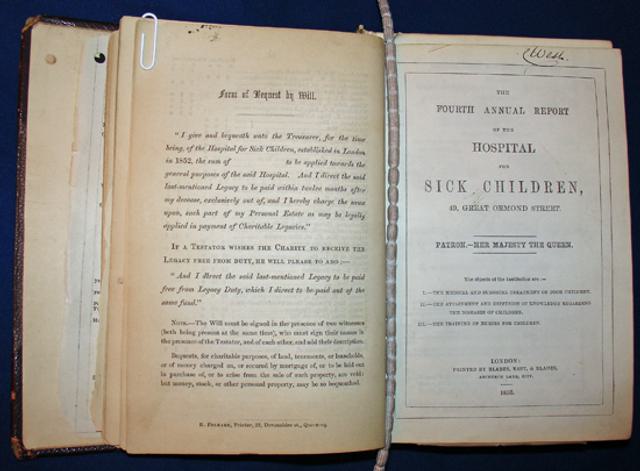 Form of Bequest by Will.
"I give and bequeath unto the Treasurer, for the time
being, of the Hospital for Sick Children, established in London
in 1852, the sum of to be applied towards the
general purposes of the said Hospital. And I direct the said
last-mentioned Legacy to be paid within twelve months after
my decease, exclusively out of, and I hereby charge the same
upon, such part of my Personal Estate as may be legally
applied in payment of Charitable Legacies."
IF A TESTATOR WISHES THE CHARITY TO RECEIVE THE
LEGACY FREE FROM DUTY, HE WILL PLEASE TO ADD:—
"And I direct the said last-mentioned Legacy to be paid
free from Legacy Duty, which I direct to be paid out of the
same fund."
NOTE.—The Will must be signed in the presence of two witnesses
(both being present at the same time), who must sign their names in
the presence of the Testator, and of each other, and add their description.
Bequests, for charitable purposes, of land, tenements, or households,
or of money charged on, or secured by mortgage of, or to be laid out
in purchase of, or to arise from the sale of such property, are void:
but money, stock, or other personal property, may be so bequeathed.
Printer, 22, Devonshire st.,
C West.
THE
FOURTH ANNUAL REPORT
OF THE
HOSPITAL
FOR
SICK CHILDREN,
49, GREAT ORMOND STREET.
PATRON.—HER MAJESTY THE QUEEN.
The objects of the Institution are :—
I.—THE MEDICAL AND SURGICAL TREATMENT OF POOR CHILDREN.
II.—THE ATTAINMENT AND DIFFUSION OF KNOWLEDGE REGARDING
THE DISEASES OF CHILDREN.
III.—THE TRAINING OF NURSES FOR CHILDREN.
LONDON:
PRINTED BY BLADES, EAST, & BLADES,
ABCHURCH LANE, CITY.